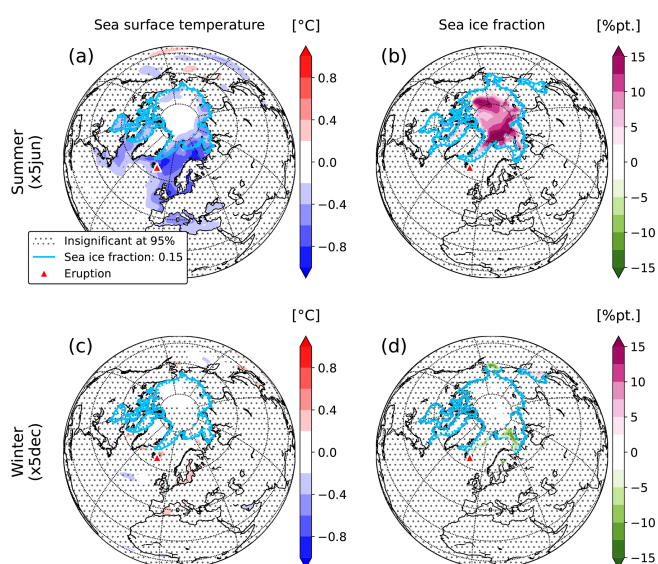 Sea surface temperature
[°C]
Sea ice fraction
[%pt.]
Summer
(x5jun)
(a)
0.8
0.4
0.0
−0.4
−0.8
(b)
15
10
5
0
−5
−10
−15
Insignificant at 95%
Sea ice fraction: 0.15
Eruption
Winter
(x5dec)
[°C]
[%pt.]
(c)
0.8
0.4
0.0
−0.4
−0.8
(d)
15
10
5
0
−5
−10
−15